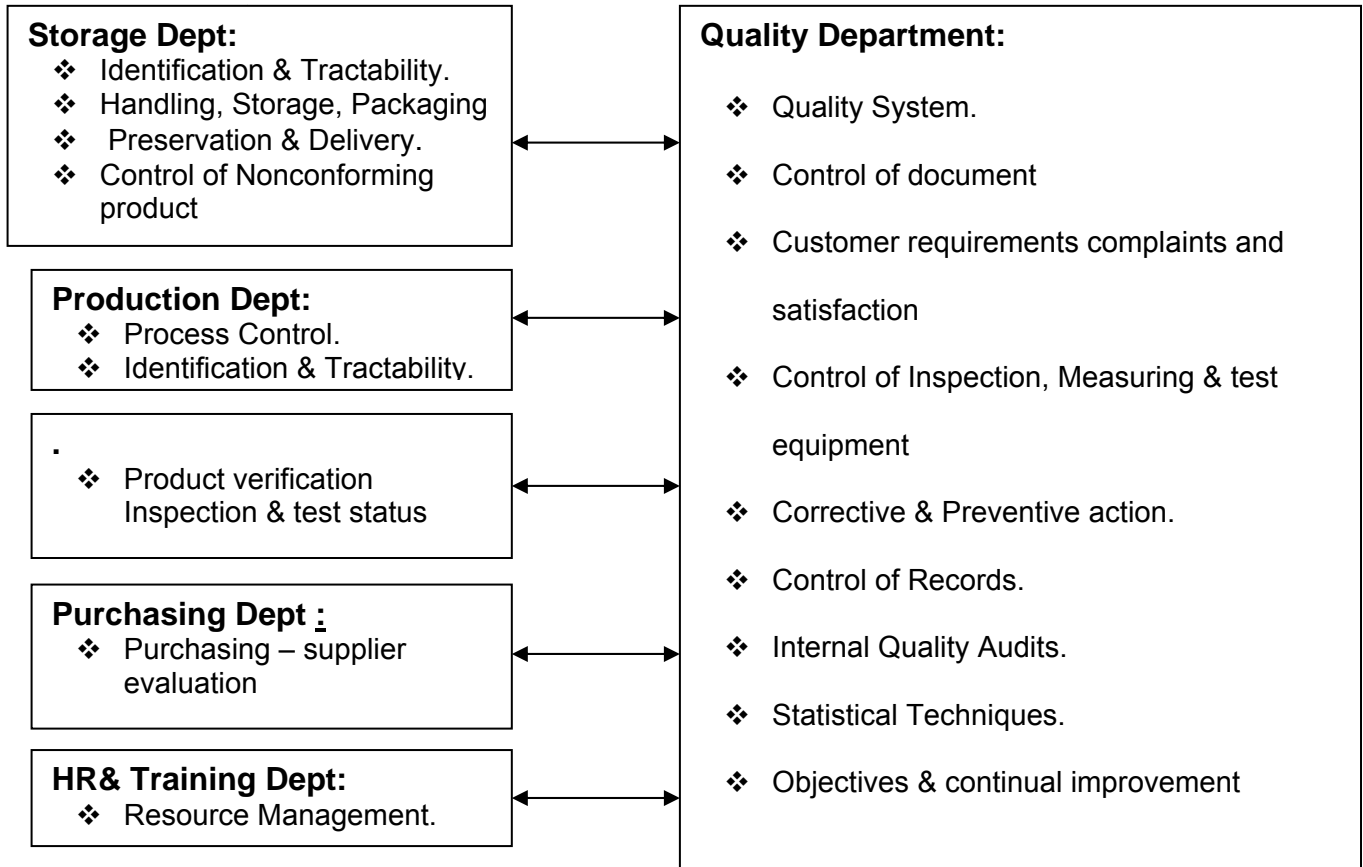 Storage Dept:
❖ Identification & Tractability.
❖ Handling, Storage, Packaging
❖ Preservation & Delivery.
❖ Control of Nonconforming
product
Production Dept:
❖ Process Control.
❖ Identification & Tractability.
.
❖ Product verification
Inspection & test status
Purchasing Dept :
❖ Purchasing – supplier
evaluation
HR& Training Dept:
❖ Resource Management.
Quality Department:
❖ Quality System.
❖ Control of document
❖ Customer requirements complaints and
satisfaction
❖ Control of Inspection, Measuring & test
equipment
❖ Corrective & Preventive action.
❖ Control of Records.
❖ Internal Quality Audits.
❖ Statistical Techniques.
❖ Objectives & continual improvement